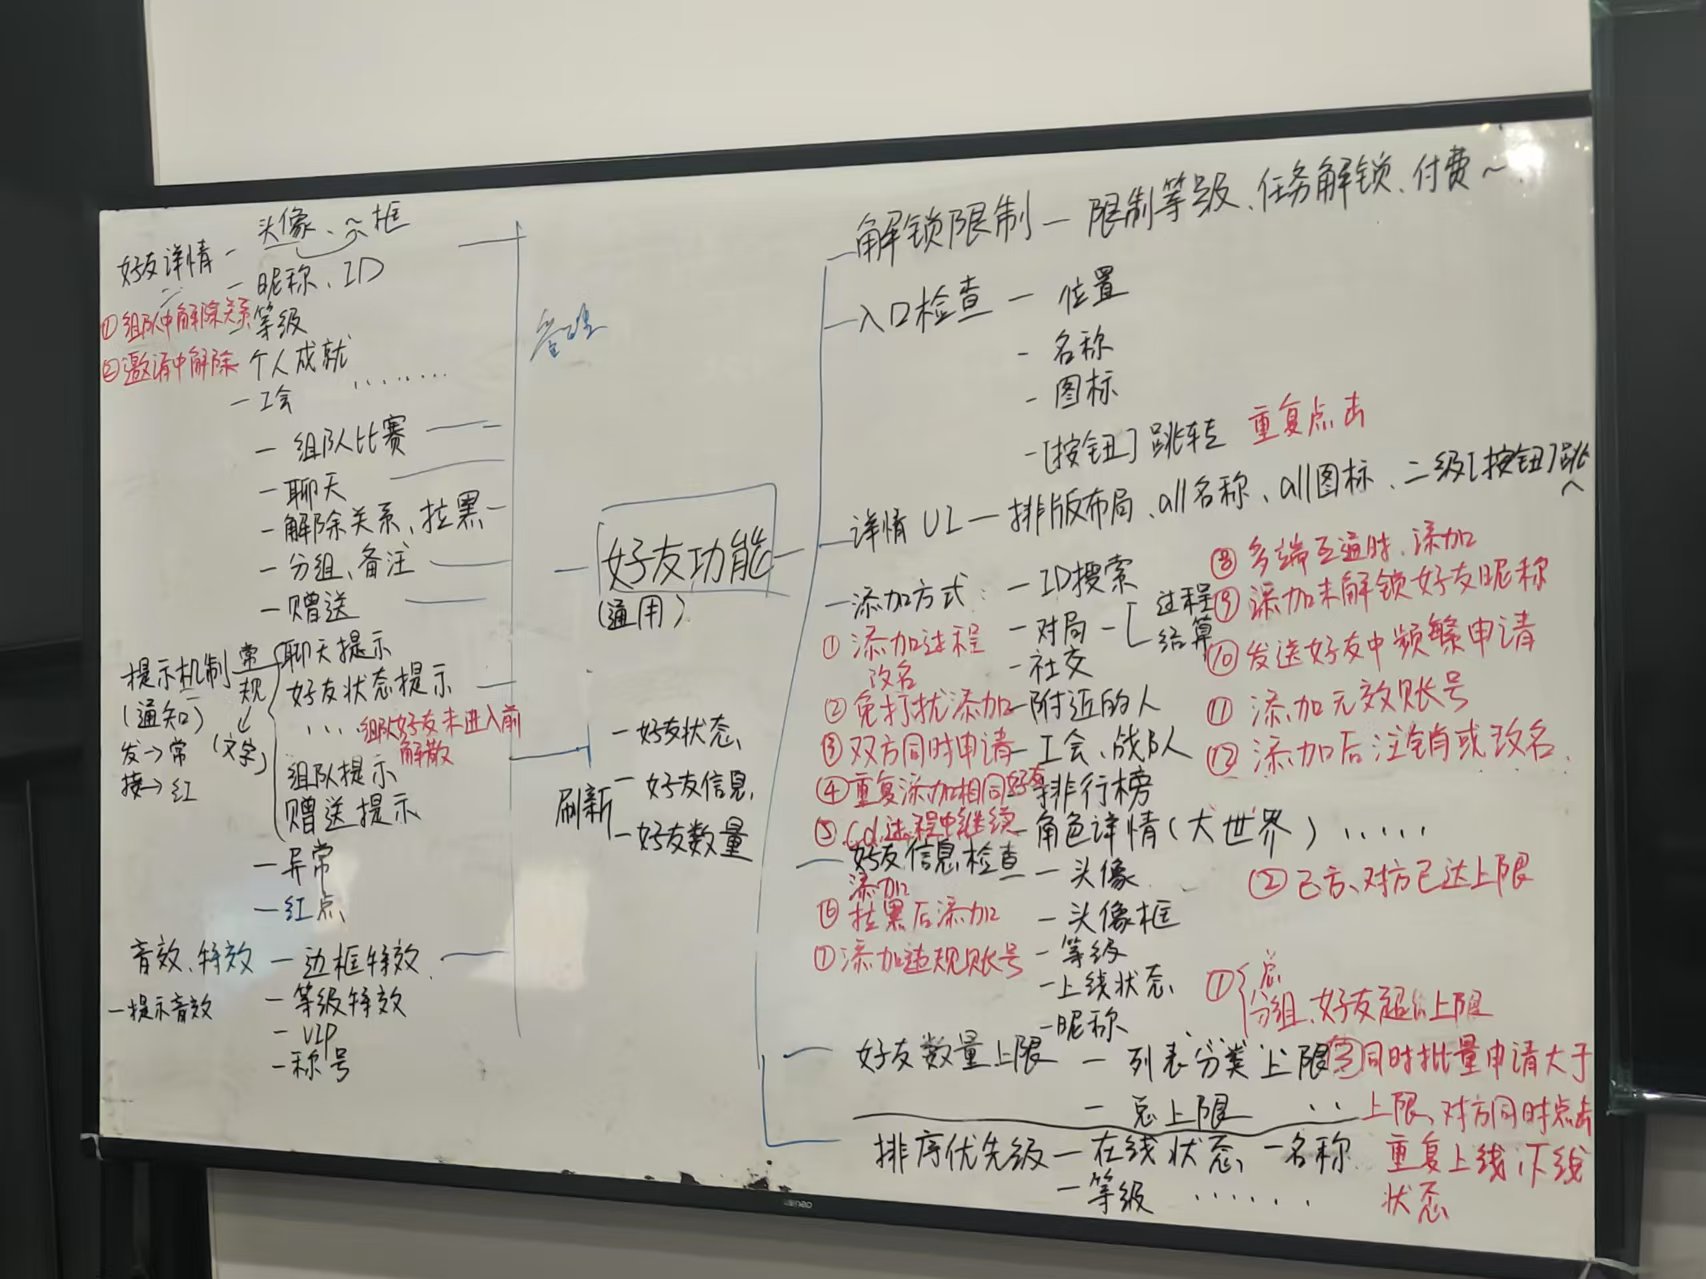 好友功能
(通用)
管理
好友详情 - 头像、~框
- 昵称、ID
①组队中解除关系
- 等级
②邀请中解除
个人成就
........
- 工会
- 组队比赛
- 聊天
- 解除关系、拉黑
- 分组、备注
- 赠送
提示机制
(通知)
发→常
接→红
常规
(文字)
聊天提示
好友状态提示
....
组队好友未进入前
解散
组队提示
赠送提示
- 异常
- 红点
音效、特效 - 边框特效
- 提示音效
- 等级特效
- VIP
- 称号
刷新
- 好友状态
- 好友信息
- 好友数量
解锁限制 - 限制等级、任务解锁、付费~
入口检查 - 位置
- 名称
- 图标
- [按钮] 跳转 重复点击
详情UI - 排版布局、all名称、all图标、二级[按钮]跳
添加方式: - ID搜索
- 对局 - [过程
结算
- 社交
- 附近的人
- 工会、战队
- 排行榜
- 角色详情(大世界).....
①添加过程
改名
②免打扰添加
③双方同时申请
④重复添加相同好友
⑤cd过程中继续
添加
⑥拉黑后添加
⑦添加违规账号
⑧多端互通时、添加
⑨添加未解锁好友昵称
⑩发送好友中频繁申请
⑪添加无效账号
⑫添加后注销或改名
好友信息检查 - 头像
- 头像框
- 等级
- 上线状态
- 昵称
②己方、对方已达上限
①{总
分组、好友超出上限
好友数量上限 - 列表分类上限
- 总上限 ..
③同时批量申请大于
上限、对方同时点击
排序优先级 - 在线状态 - 名称
- 等级 ......
重复上线、下线
状态